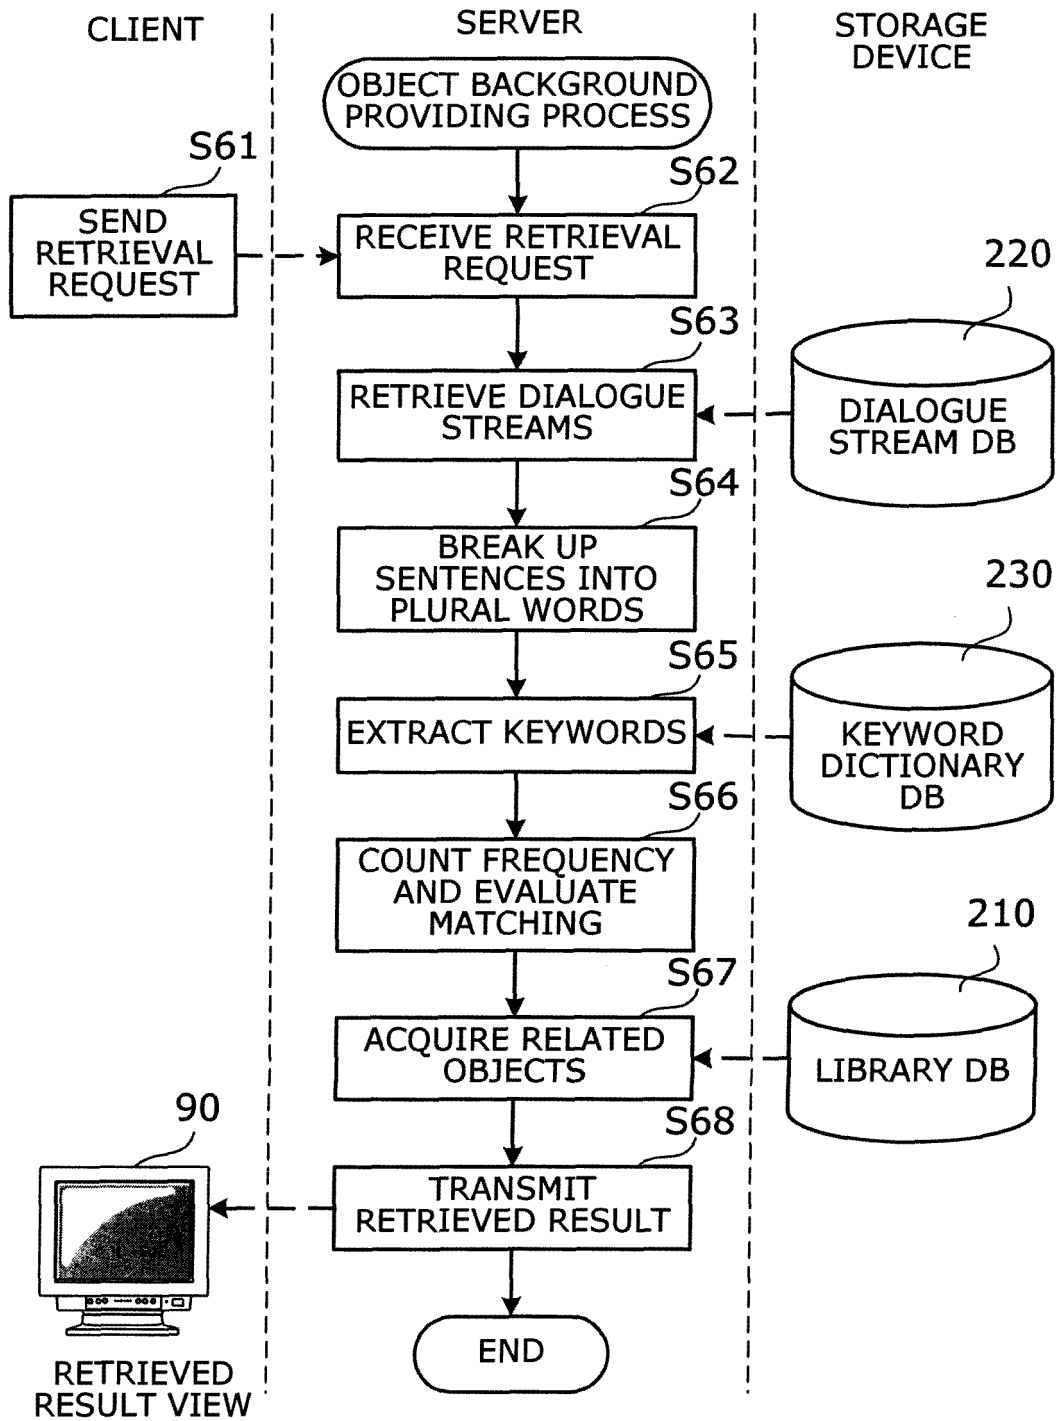 CLIENT
SERVER
STORAGE
DEVICE
OBJECT BACKGROUND
PROVIDING PROCESS
S61
SEND
RETRIEVAL
REQUEST
S62
RECEIVE RETRIEVAL
REQUEST
S63
RETRIEVE DIALOGUE
STREAMS
220
DIALOGUE
STREAM DB
S64
BREAK UP
SENTENCES INTO
PLURAL WORDS
S65
EXTRACT KEYWORDS
230
KEYWORD
DICTIONARY
DB
S66
COUNT FREQUENCY
AND EVALUATE
MATCHING
S67
ACQUIRE RELATED
OBJECTS
210
LIBRARY DB
S68
TRANSMIT
RETRIEVED RESULT
90
RETRIEVED
RESULT VIEW
END